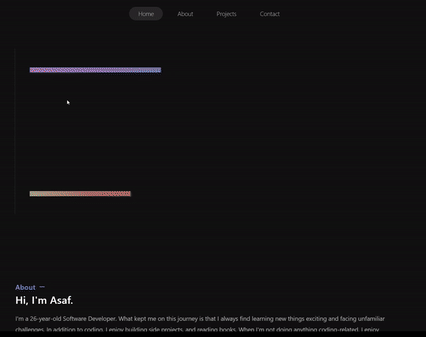 Home About Projects Contact
About —
Hi, I'm Asaf.
I'm a 26-year-old Software Developer. What kept me on this journey is that I always find learning new things exciting and facing unfamiliar
challenges. In addition to coding, I enjoy building side projects, and reading books. When I'm not doing anything coding-related, I enjoy